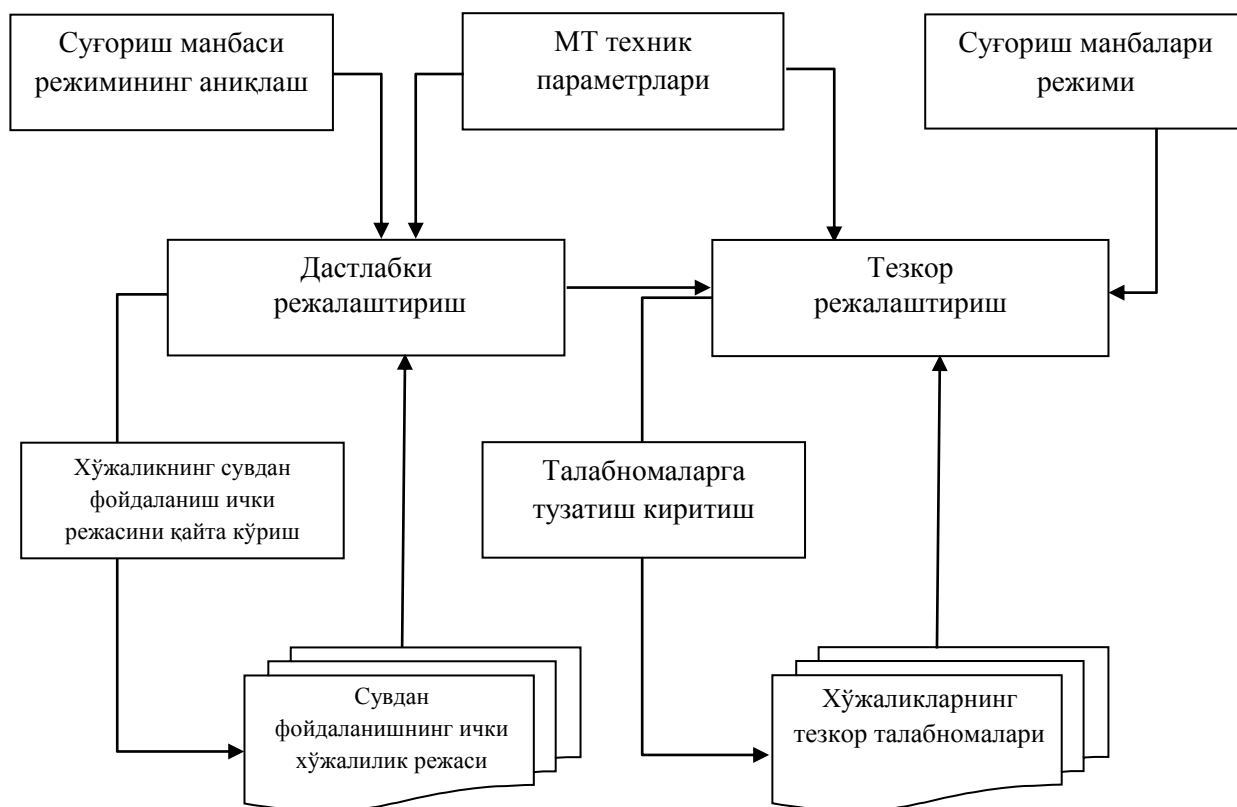 Суғориш манбаси
режимининг аниқлаш
МТ техник
параметрлари
Суғориш манбалари
режими
Дастлабки
режалаштириш
Тезкор
режалаштириш
Хўжаликнинг сувдан
фойдаланиш ички
режасини қайта кўриш
Талабномаларга
тузатиш киритиш
Сувдан
фойдаланишнинг ички
хўжалилик режаси
Хўжаликларнинг
тезкор талабномалари